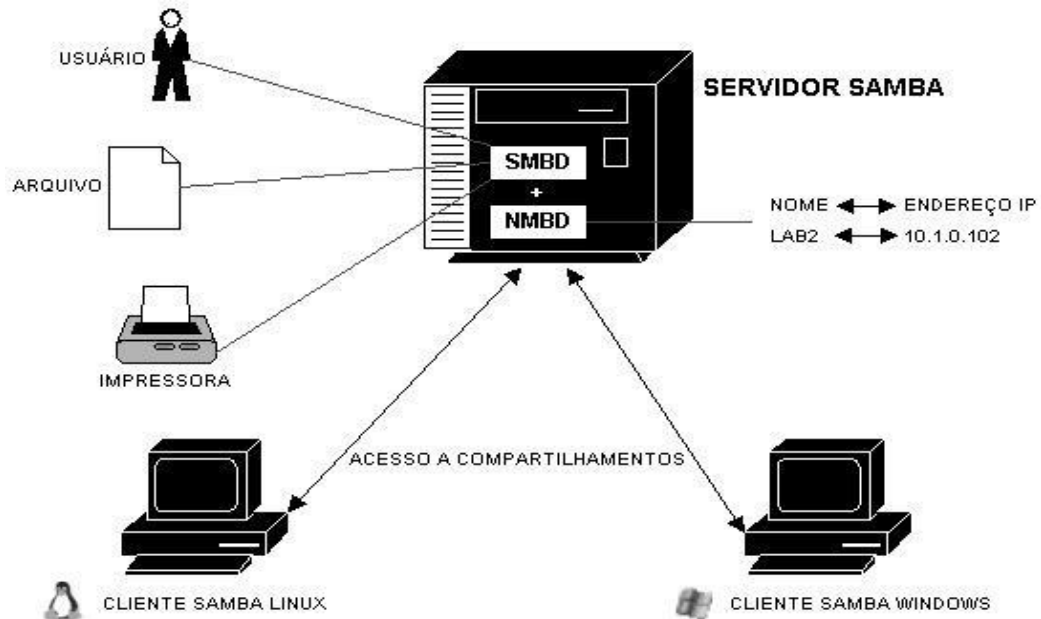 USUÁRIO
SERVIDOR SAMBA
ARQUIVO
SMBD
+
NMBD
NOME ENDEREÇO IP
LAB2 10.1.0.102
IMPRESSORA
ACESSO A COMPARTILHAMENTOS
CLIENTE SAMBA LINUX
CLIENTE SAMBA WINDOWS